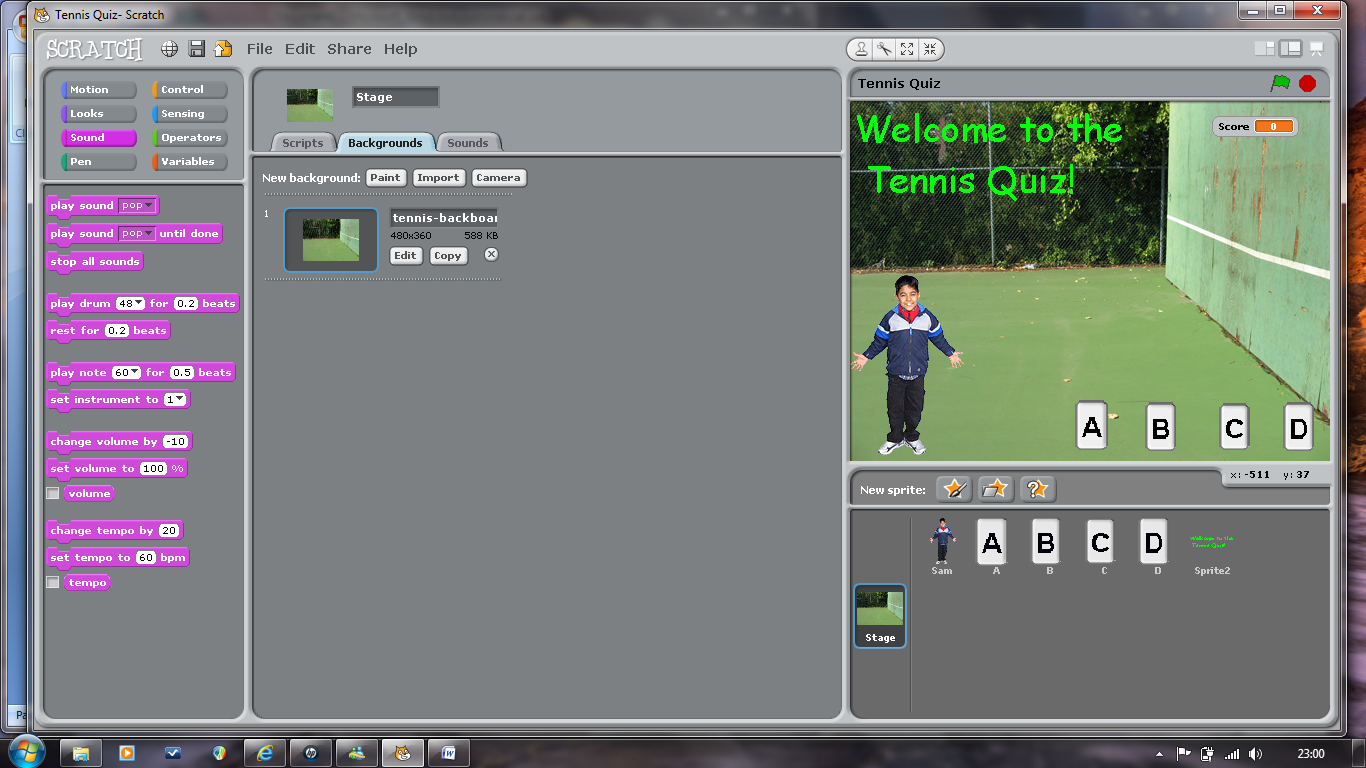 Tennis Quiz- Scratch
SCRATCH
File Edit Share Help
Motion Control
Looks Sensing
Sound Operators
Pen Variables
play sound pop
play sound pop until done
stop all sounds
play drum 48 for 0.2 beats
rest for 0.2 beats
play note 60 for 0.5 beats
set instrument to 1
change volume by -10
set volume to 100 %
volume
change tempo by 20
set tempo to 60 bpm
tempo
Stage
Scripts Backgrounds Sounds
New background: Paint Import Camera
1
tennis-backboar
480x360 588 KB
Edit Copy
Tennis Quiz
Welcome to the
Tennis Quiz!
Score 0
A B C D
x: -511 y: 37
New sprite:
A B C D
Welcome to the
Tennis Quiz!
Sam A B C D Sprite2
Stage
23:00